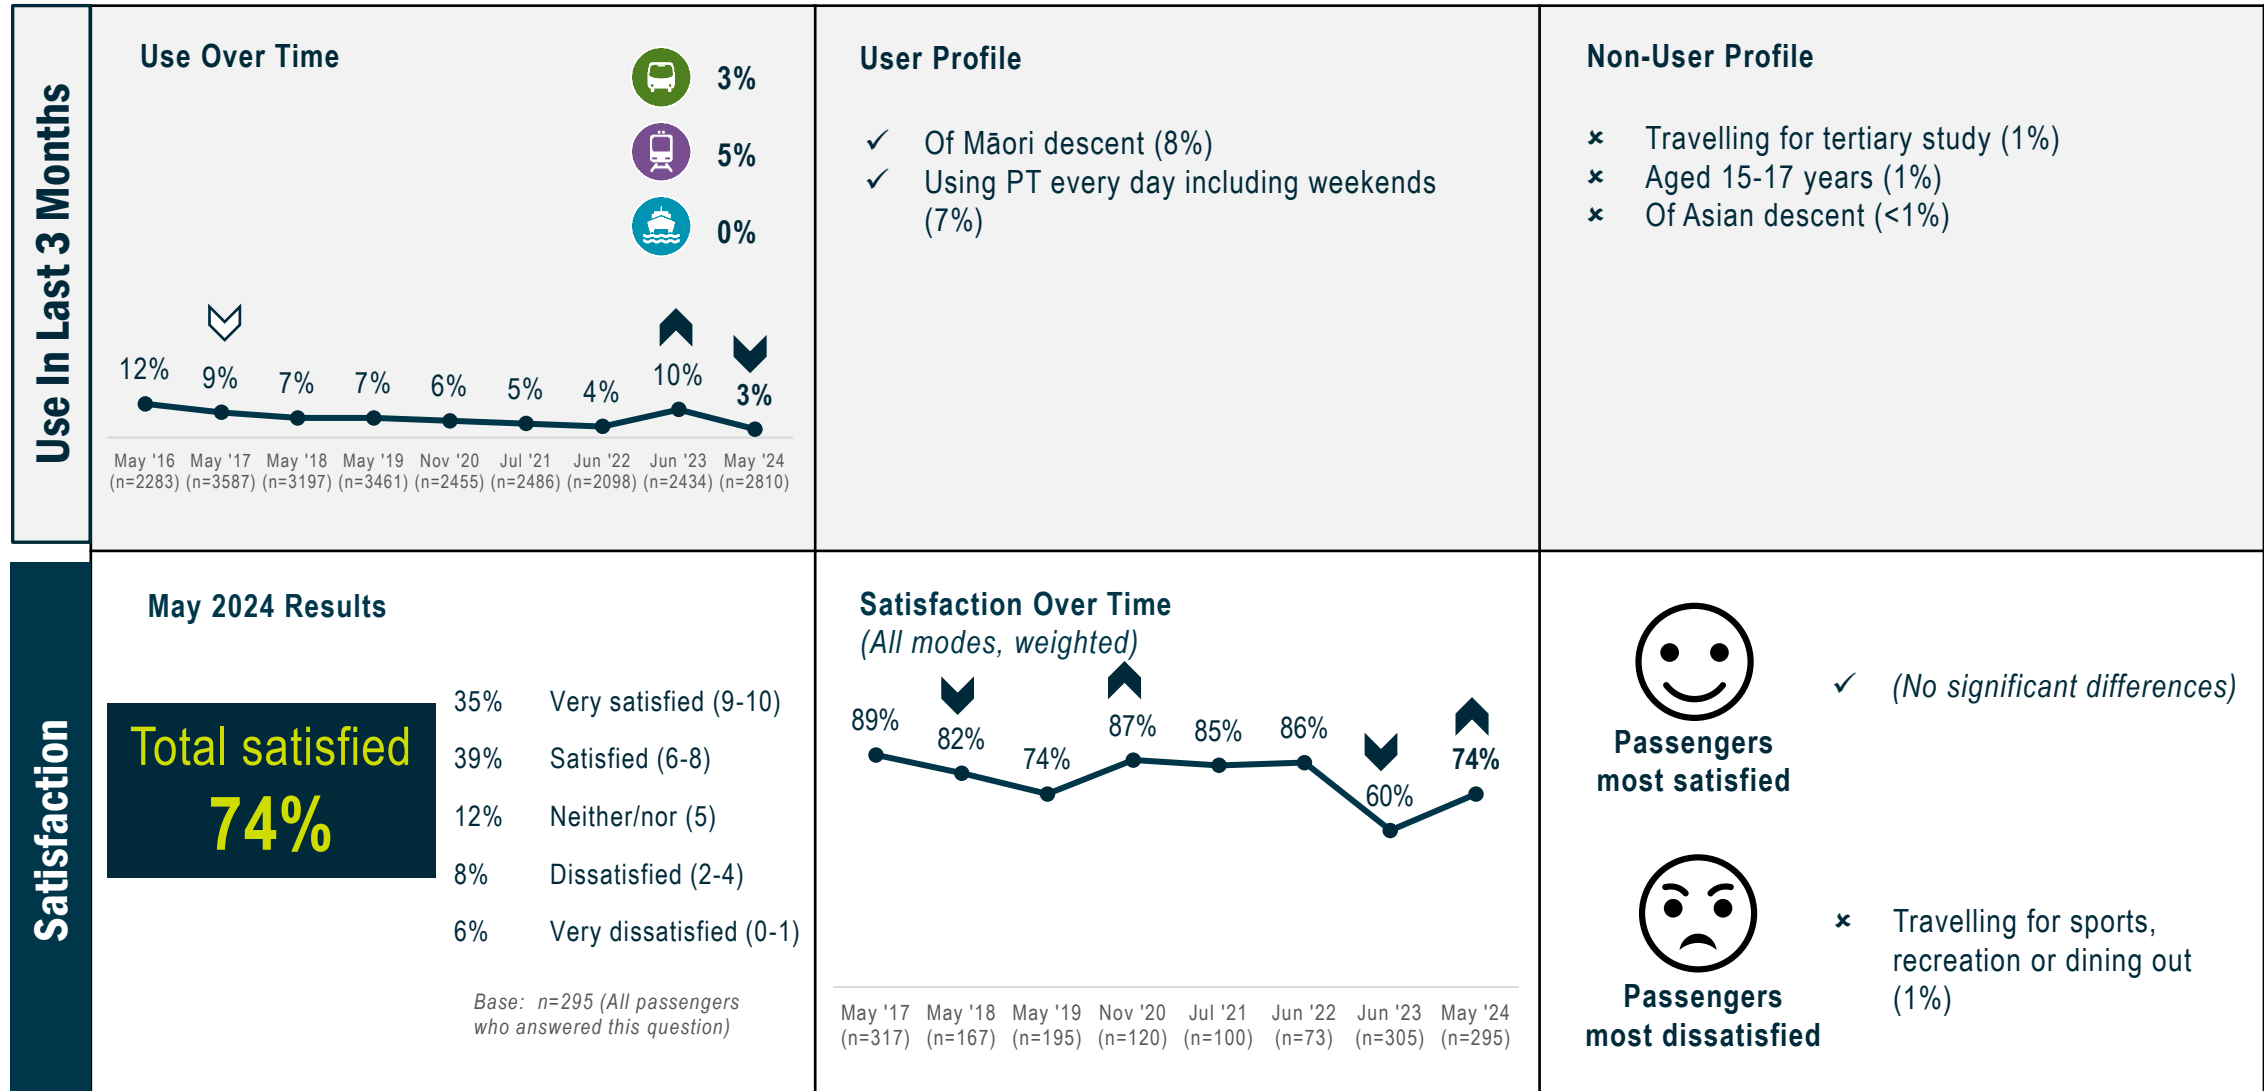 Use In Last 3 Months
Use Over Time
3%
5%
0%
12%
9%
7%
7%
6%
5%
4%
10%
3%
May '16 May '17 May '18 May '19 Nov '20 Jul '21 Jun '22 Jun '23 May '24
(n=2283) (n=3587) (n=3197) (n=3461) (n=2455) (n=2486) (n=2098) (n=2434) (n=2810)
User Profile
✓ Of Māori descent (8%)
✓ Using PT every day including weekends
(7%)
Non-User Profile
× Travelling for tertiary study (1%)
× Aged 15-17 years (1%)
× Of Asian descent (<1%)
Satisfaction
May 2024 Results
Total satisfied
74%
35% Very satisfied (9-10)
39% Satisfied (6-8)
12% Neither/nor (5)
8% Dissatisfied (2-4)
6% Very dissatisfied (0-1)
Base: n=295 (All passengers
who answered this question)
Satisfaction Over Time
(All modes, weighted)
89%
82%
74%
87%
85%
86%
60%
74%
May '17 May '18 May '19 Nov '20 Jul '21 Jun '22 Jun '23 May '24
(n=317) (n=167) (n=195) (n=120) (n=100) (n=73) (n=305) (n=295)
Passengers
most satisfied
✓ (No significant differences)
Passengers
most dissatisfied
× Travelling for sports,
recreation or dining out
(1%)